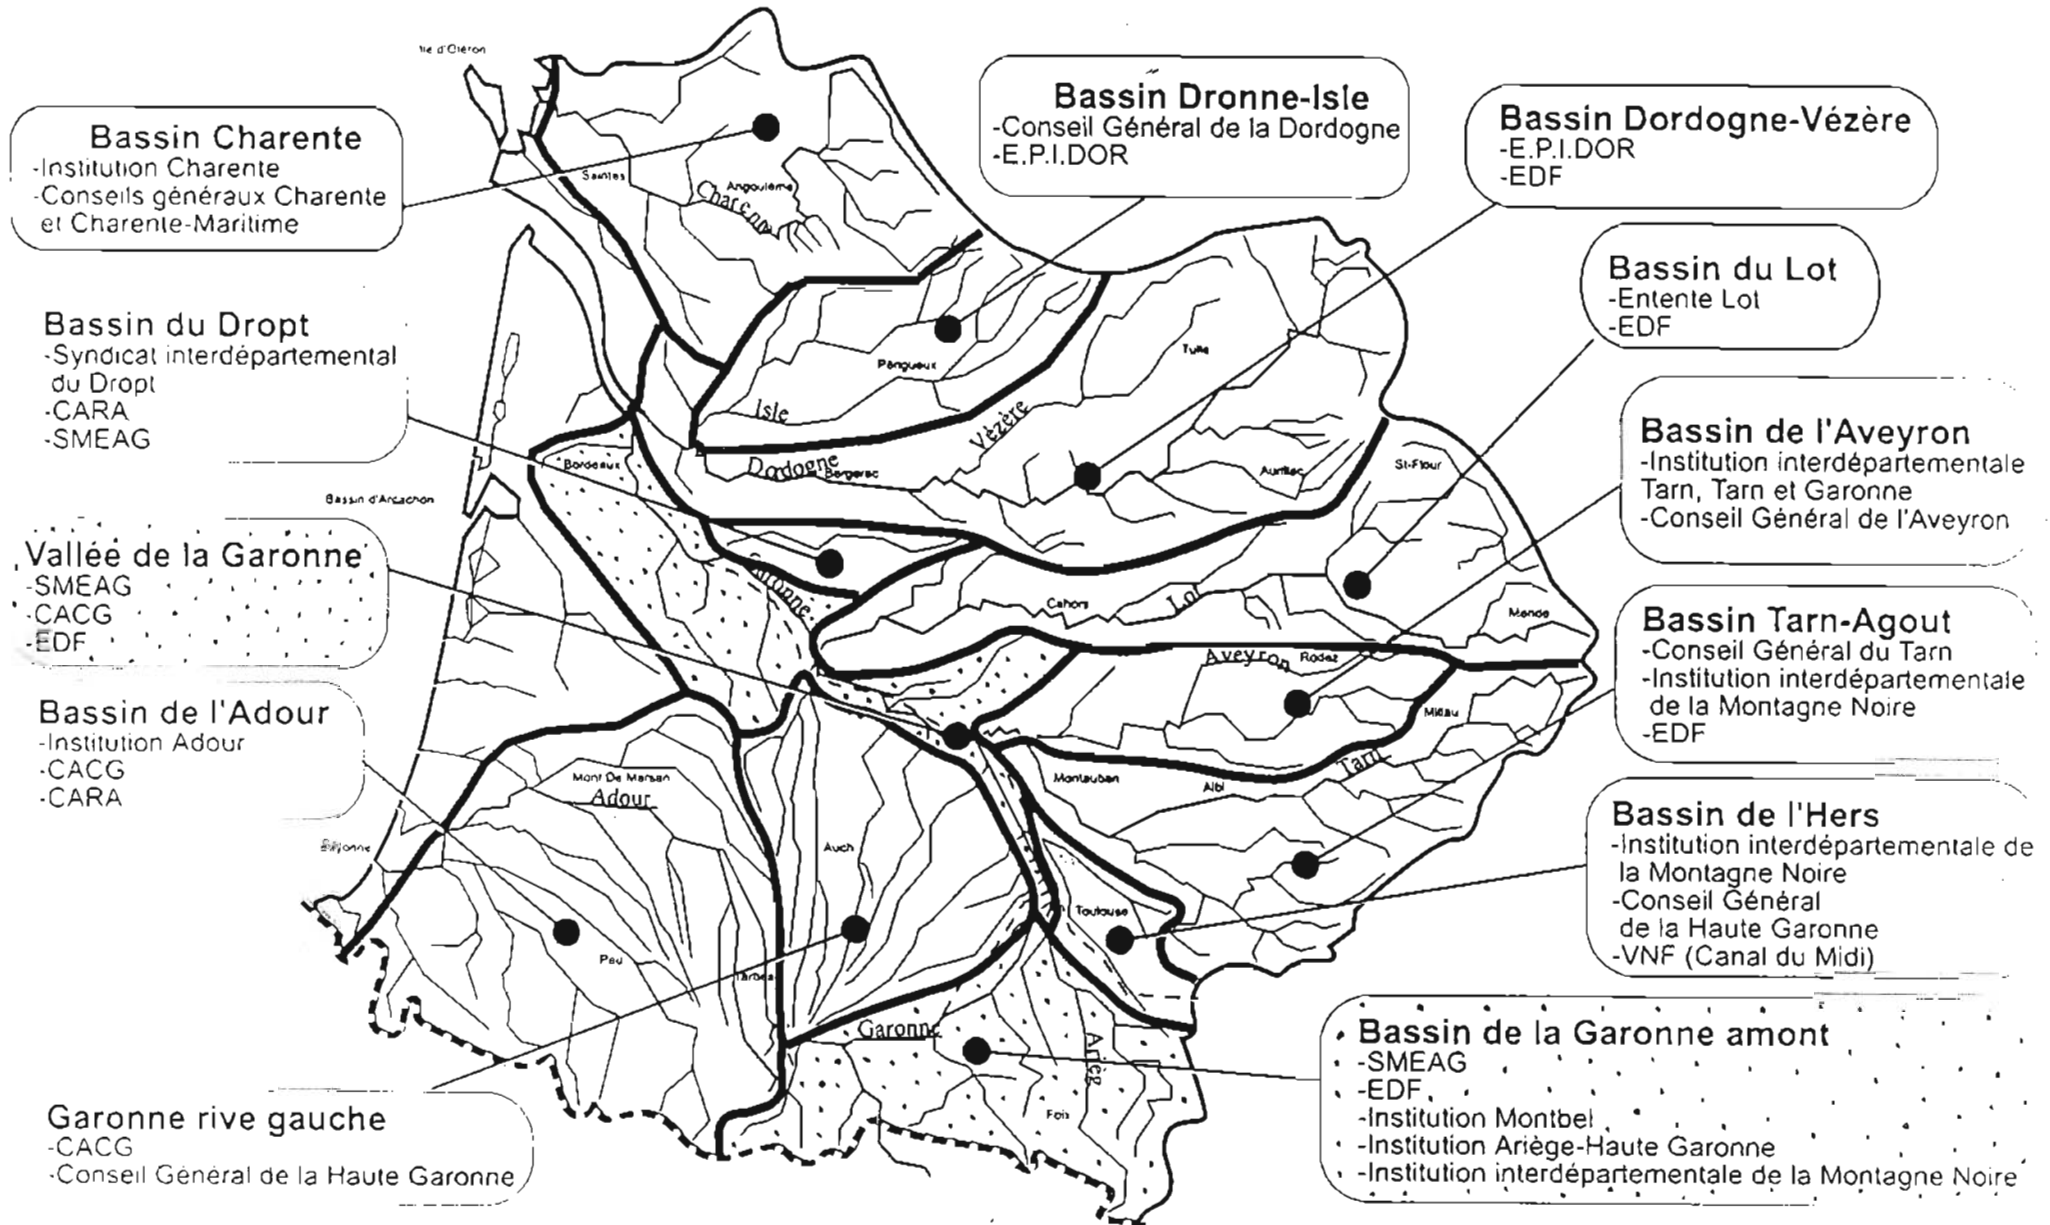 Ile d'Oléron
Bassin Charente
-Institution Charente
-Conseils généraux Charente
et Charente-Maritime
Bassin Dronne-Isle
-Conseil Général de la Dordogne
-E.P.I.DOR
Bassin Dordogne-Vézère
-E.P.I.DOR
-EDF
Bassin du Lot
-Entente Lot
-EDF
Bassin du Dropt
-Syndicat interdépartemental
du Dropt
-CARA
-SMEAG
Bassin de l'Aveyron
-Institution interdépartementale
Tarn, Tarn et Garonne
-Conseil Général de l'Aveyron
Vallée de la Garonne
-SMEAG
-CACG
-EDF
Bassin Tarn-Agout
-Conseil Général du Tarn
-Institution interdépartementale
de la Montagne Noire
-EDF
Bassin de l'Adour
-Institution Adour
-CACG
-CARA
Bassin de l'Hers
-Institution interdépartementale de
la Montagne Noire
-Conseil Général
de la Haute Garonne
-VNF (Canal du Midi)
Bassin de la Garonne amont
-SMEAG
-EDF
-Institution Montbel
-Institution Ariège-Haute Garonne
-Institution interdépartementale de la Montagne Noire
Garonne rive gauche
-CACG
-Conseil Général de la Haute Garonne
Saintes
Angoulême
Charente
Périgueux
Tulle
Isle
Vézère
Dordogne
Bergerac
Aurillac
St-Flour
Bordeaux
Bassin d'Arcachon
Garonne
Cahors
Lot
Mende
Aveyron
Rodez
Millau
Tarn
Montauban
Albi
Mont De Marsan
Adour
Bayonne
Auch
Toulouse
Pau
Tarbes
Garonne
Arièg
Foix